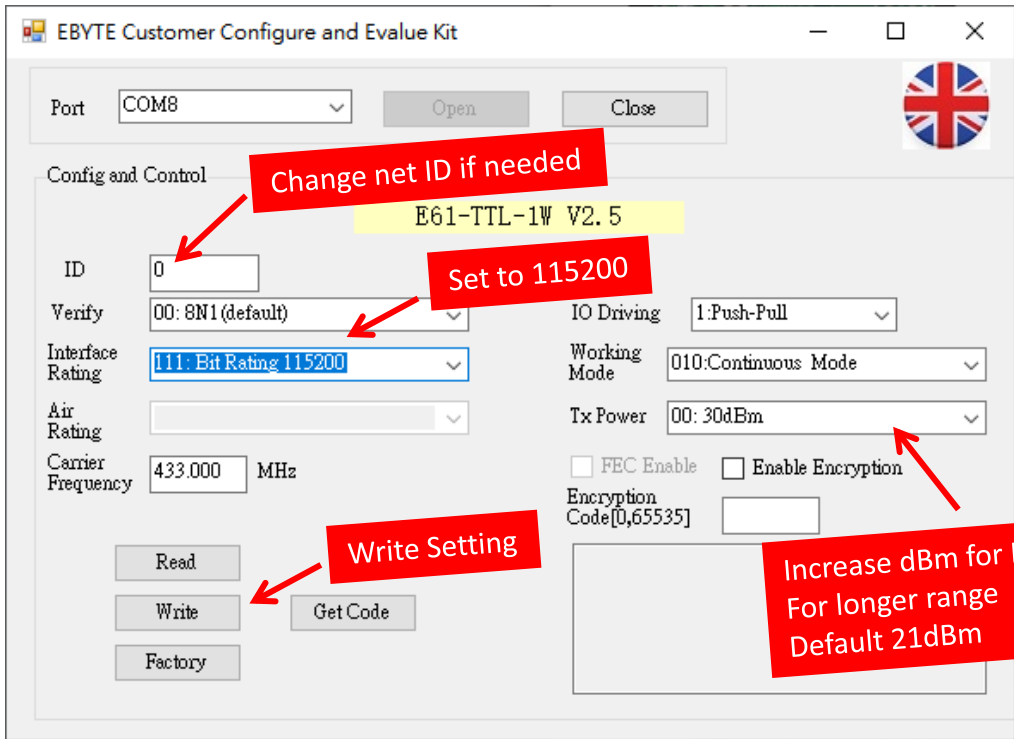 EBYTE Customer Configure and Evalue Kit
Port
COM8
Open
Close
Config and Control
Change net ID if needed
E61-TTL-1W V2.5
ID
0
Set to 115200
Verify
00: 8N1(default)
IO Driving
1:Push-Pull
Interface
Rating
111: Bit Rating 115200
Working
Mode
010:Continuous Mode
Air
Rating
Tx Power
00: 30dBm
Carrier
Frequency
433.000
MHz
FEC Enable
Enable Encryption
Encryption
Code[0,65535]
Write Setting
Read
Write
Get Code
Factory
Increase dBm for
For longer range
Default 21dBm